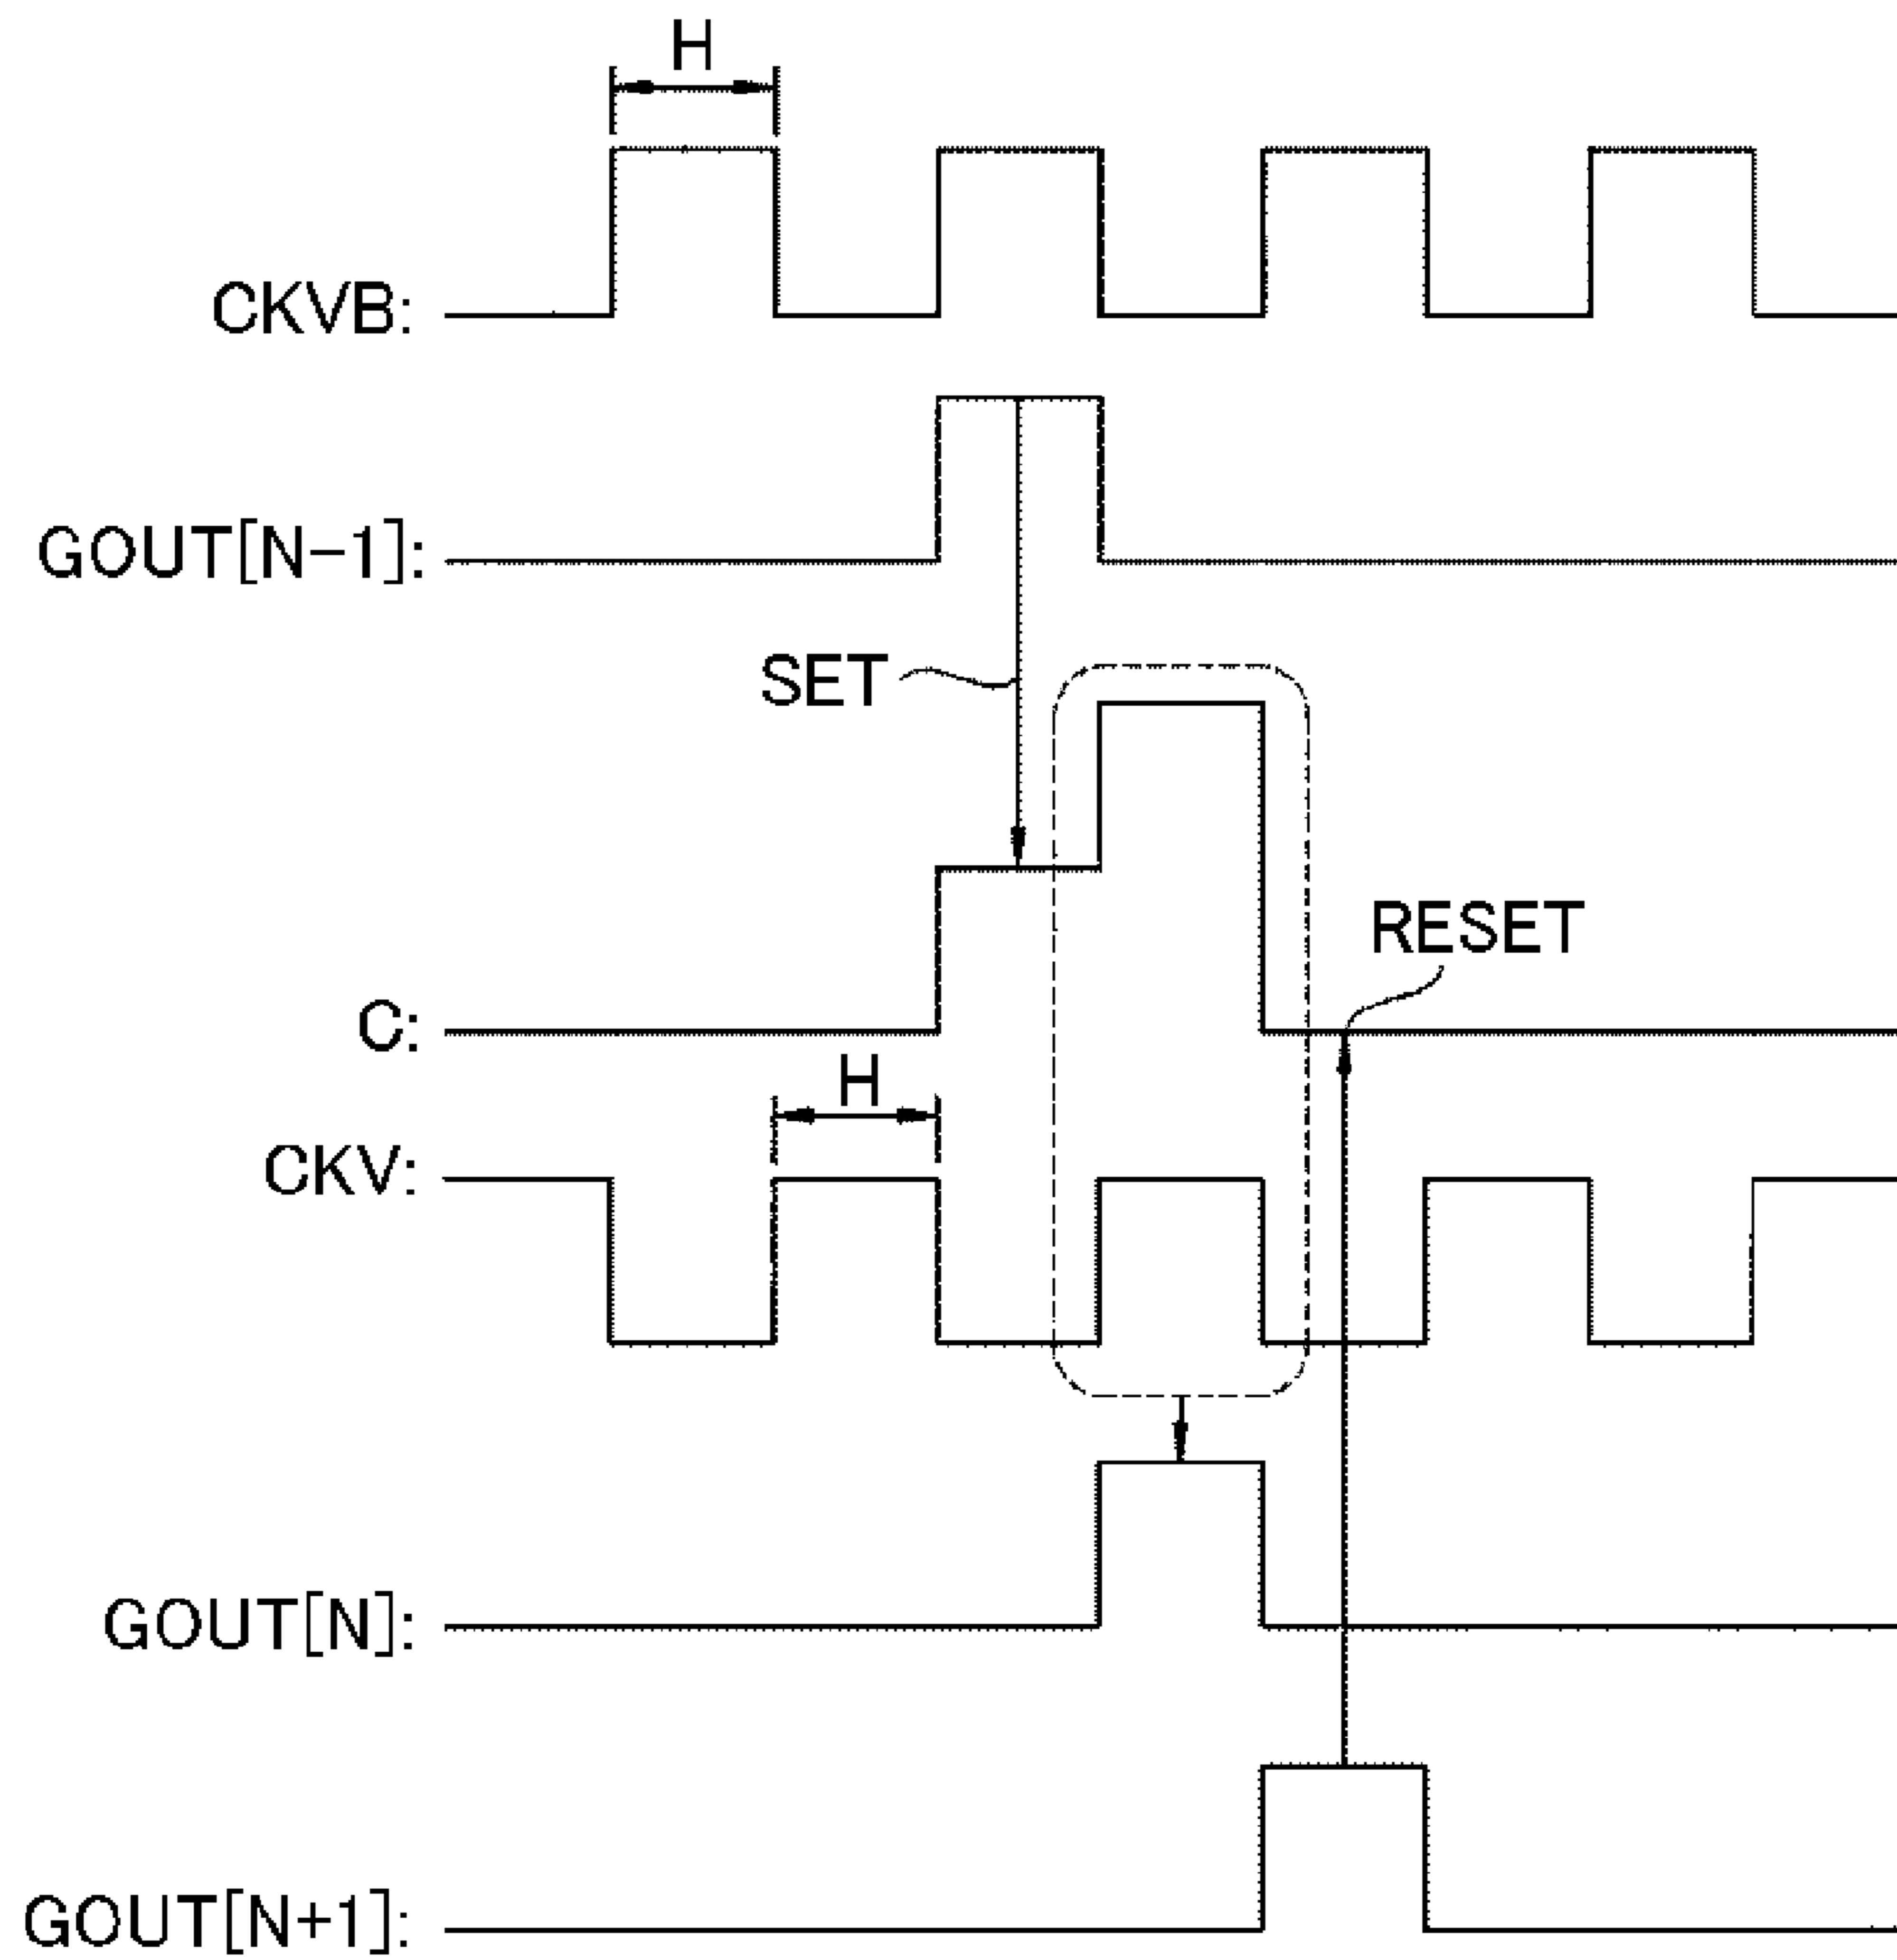 H
CKVB:
GOUT[N-1]:
SET
RESET
C:
H
CKV:
GOUT[N]:
GOUT[N+1]: